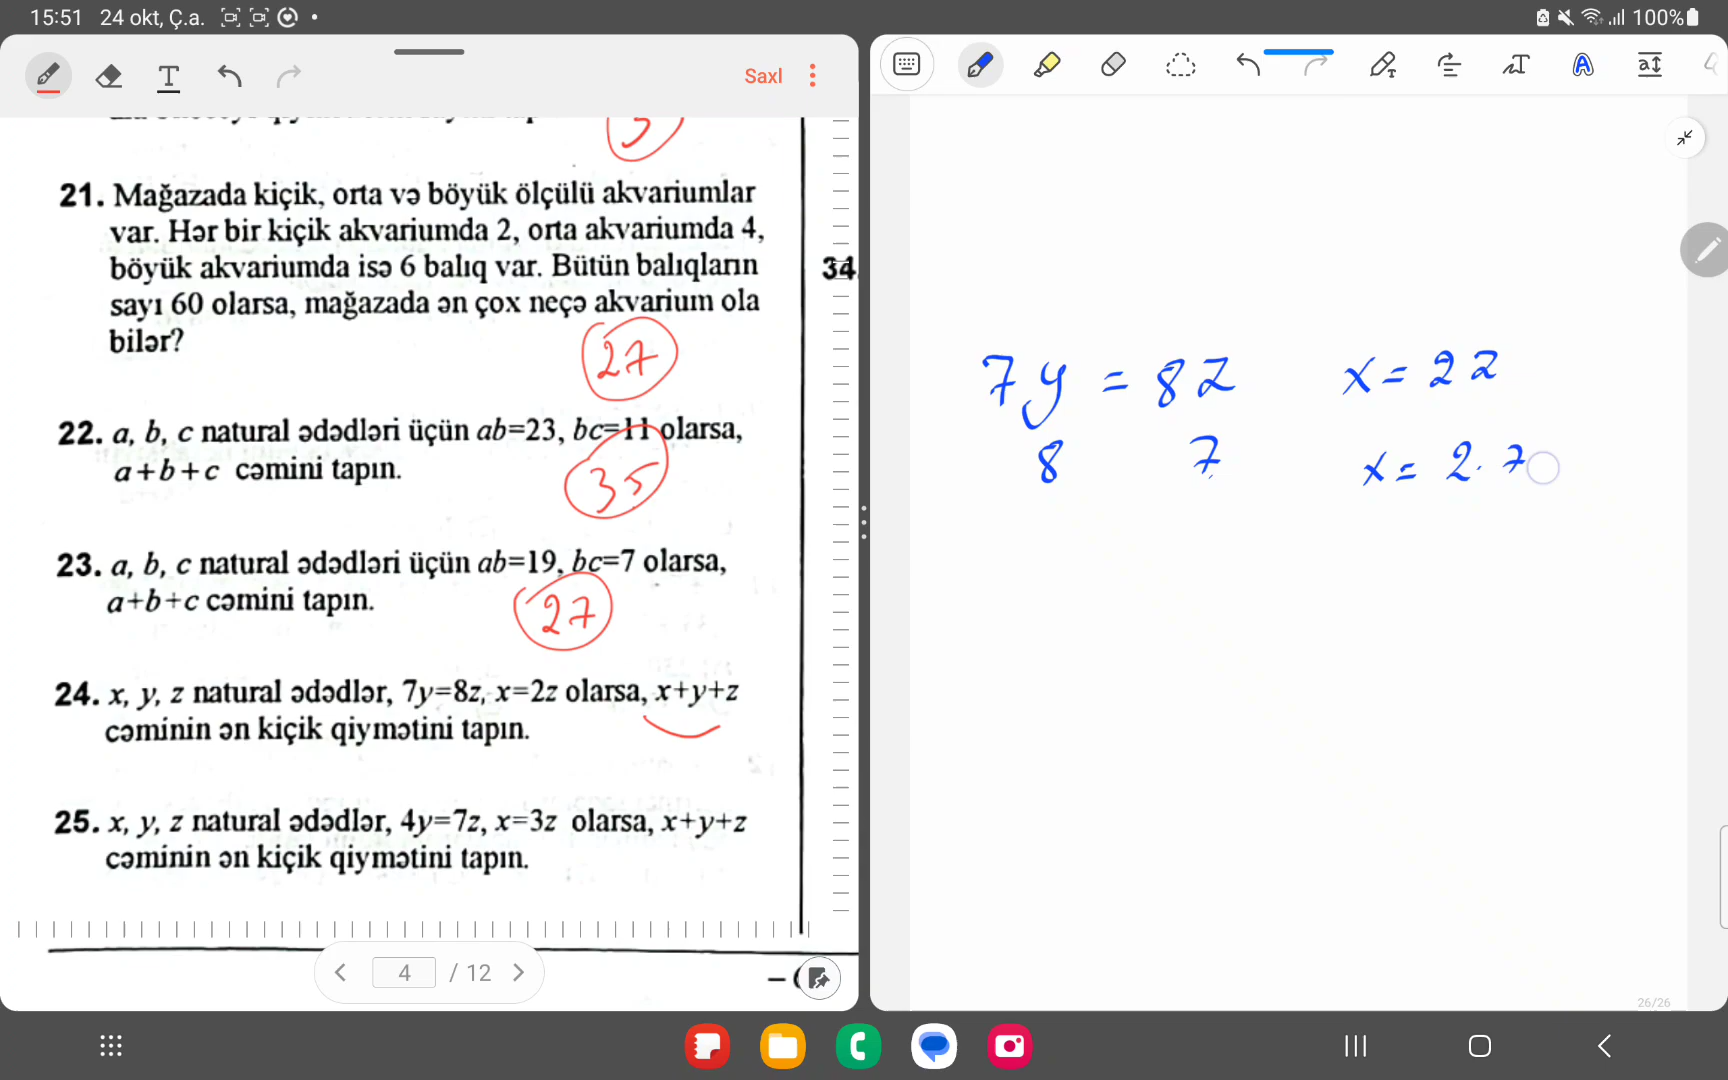 15:51 24 okt, Ç.a. 100%
Saxl
3
21. Mağazada kiçik, orta və böyük ölçülü akvariumlar
var. Hər bir kiçik akvariumda 2, orta akvariumda 4,
böyük akvariumda isə 6 balıq var. Bütün balıqların
sayı 60 olarsa, mağazada ən çox neçə akvarium ola
bilər?
27
34.
22. a, b, c natural ədədləri üçün ab=23, bc=11 olarsa,
a+b+c cəmini tapın.
35
23. a, b, c natural ədədləri üçün ab=19, bc=7 olarsa,
a+b+c cəmini tapın.
27
24. x, y, z natural ədədlər, 7y=8z, x=2z olarsa, x+y+z
cəminin ən kiçik qiymətini tapın.
25. x, y, z natural ədədlər, 4y=7z, x=3z olarsa, x+y+z
cəminin ən kiçik qiymətini tapın.
4 / 12
7y = 8z x = 2z
8 7 x = 2·7
26/26